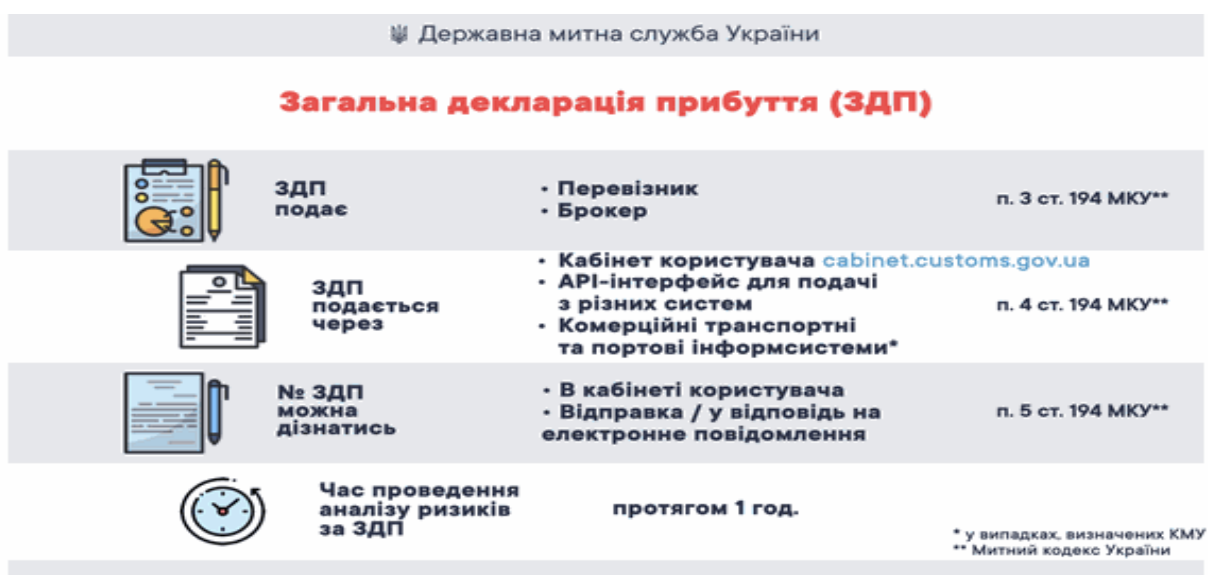 Державна митна служба України
Загальна декларація прибуття (ЗДП)
ЗДП
подає
• Перевізник
• Брокер
п. 3 ст. 194 МКУ**
ЗДП
подається
через
• Кабінет користувача cabinet.customs.gov.ua
• АРІ-інтерфейс для подачі
з різних систем
• Комерційні транспортні
та портові інформсистеми*
п. 4 ст. 194 МКУ**
№ ЗДП
можна
дізнатись
• В кабінеті користувача
• Відправка / у відповідь на
електронне повідомлення
п. 5 ст. 194 МКУ**
Час проведення
аналізу ризиків
за ЗДП
протягом 1 год.
* у випадках, визначених КМУ
** Митний кодекс України